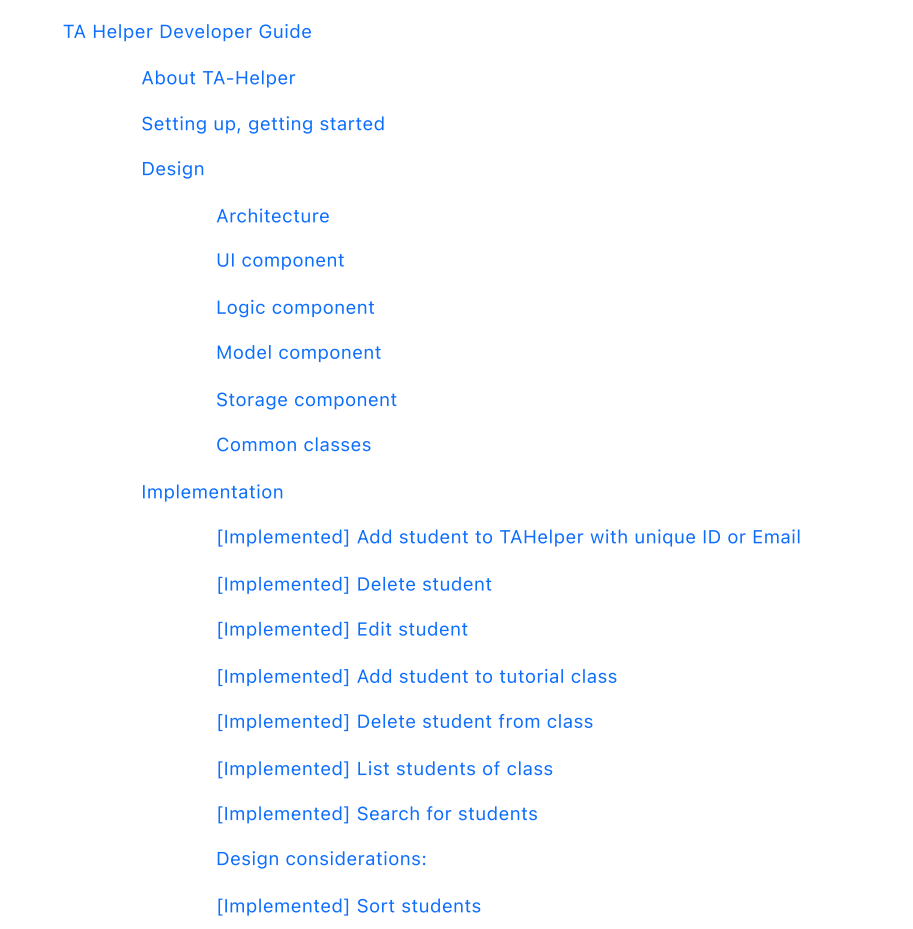 TA Helper Developer Guide
About TA-Helper
Setting up, getting started
Design
Architecture
UI component
Logic component
Model component
Storage component
Common classes
Implementation
[Implemented] Add student to TAHelper with unique ID or Email
[Implemented] Delete student
[Implemented] Edit student
[Implemented] Add student to tutorial class
[Implemented] Delete student from class
[Implemented] List students of class
[Implemented] Search for students
Design considerations:
[Implemented] Sort students